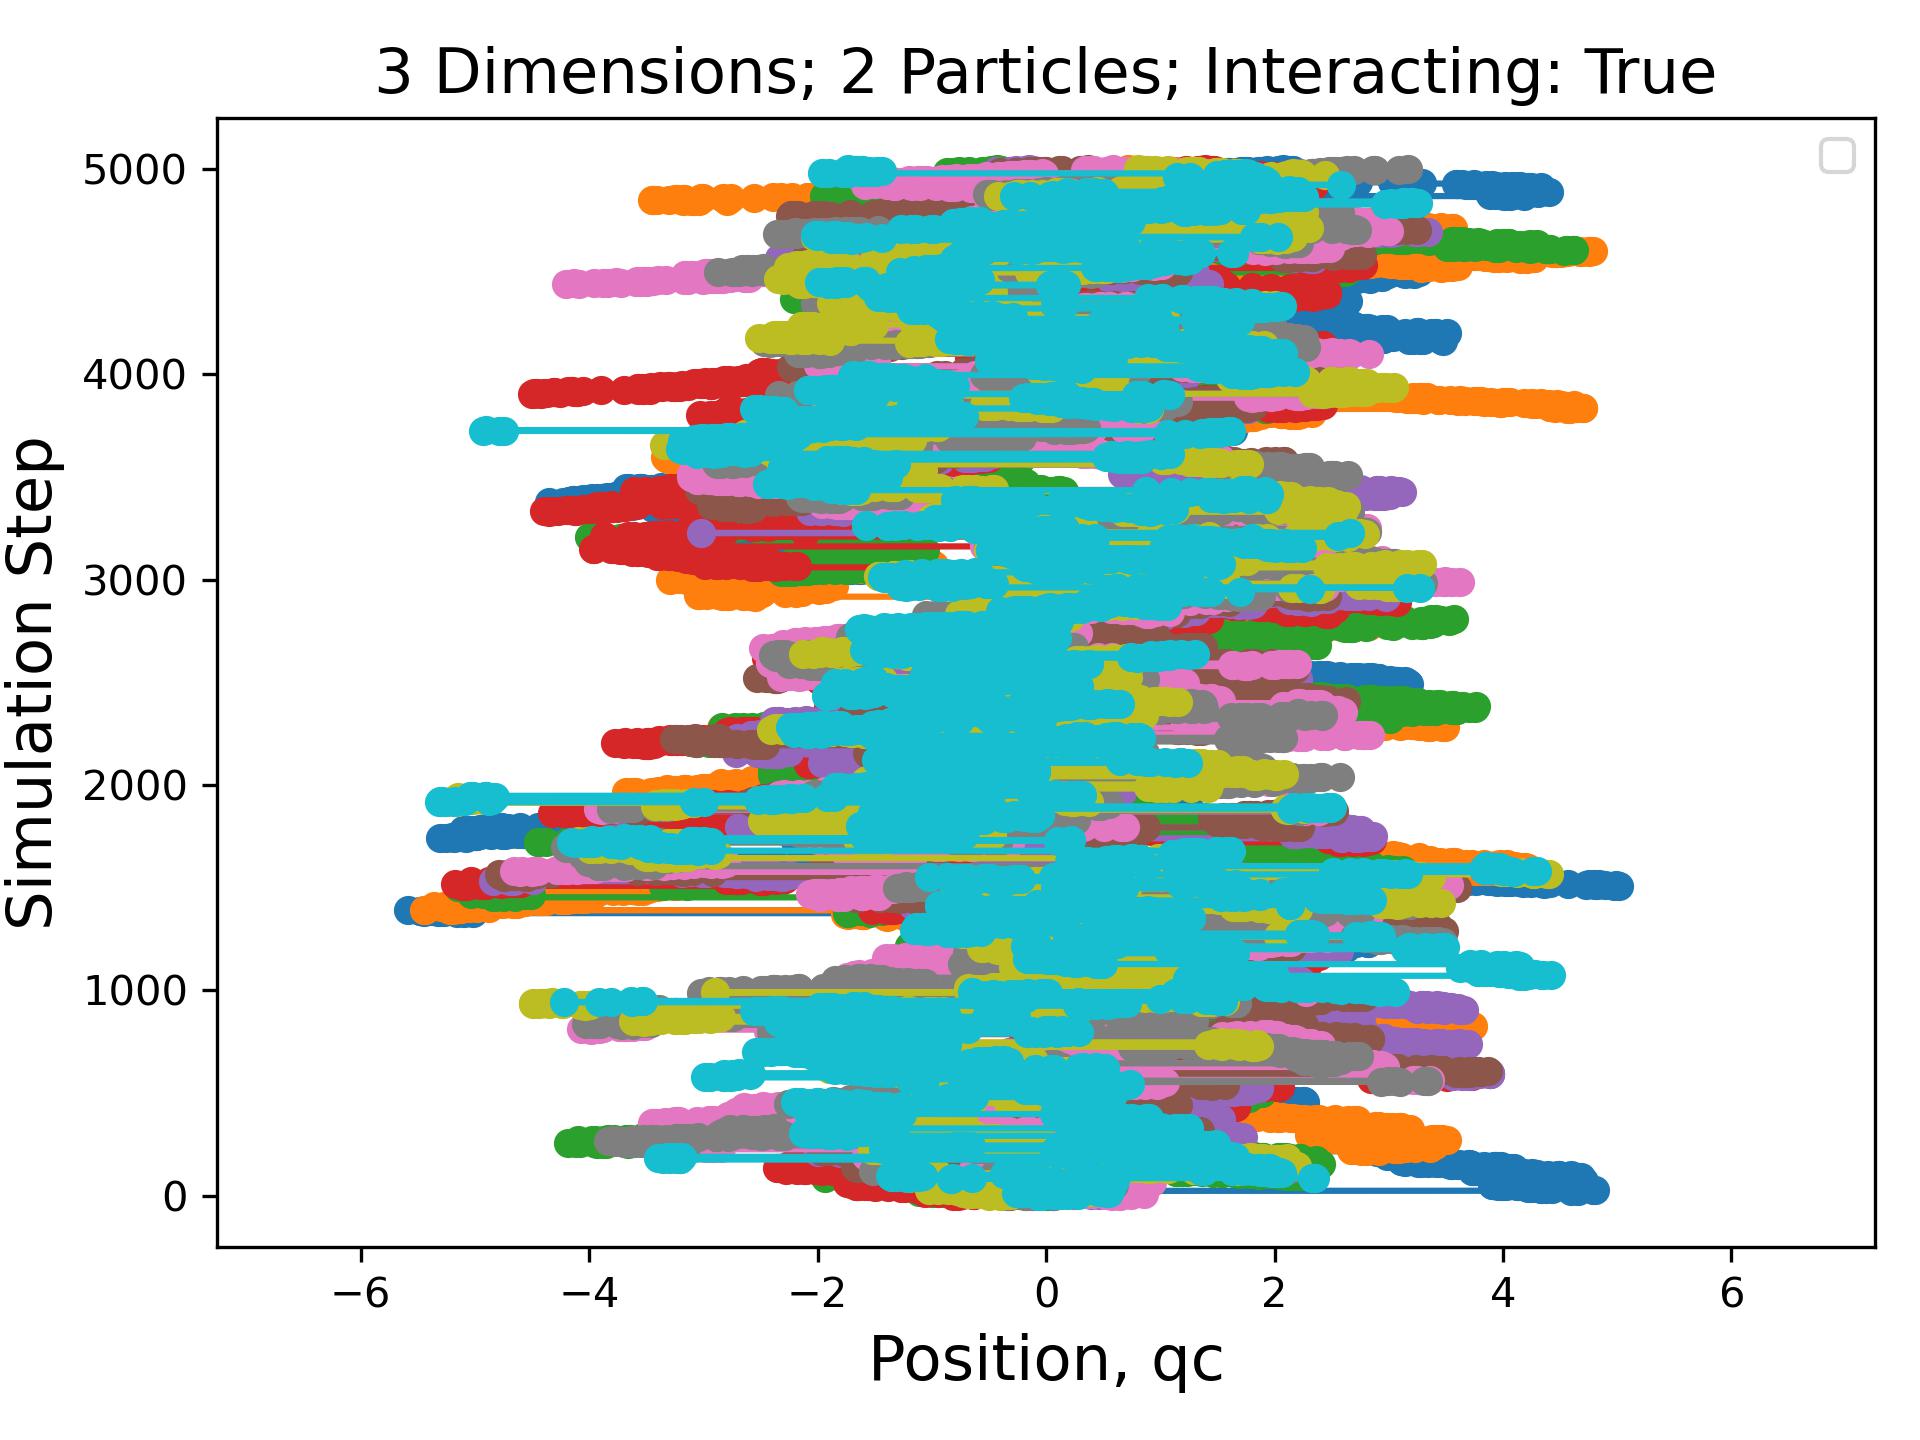 3 Dimensions; 2 Particles; Interacting: True
5000
4000
3000
2000
1000
0
Simulation Step
−6 −4 −2 0 2 4 6
Position, qc